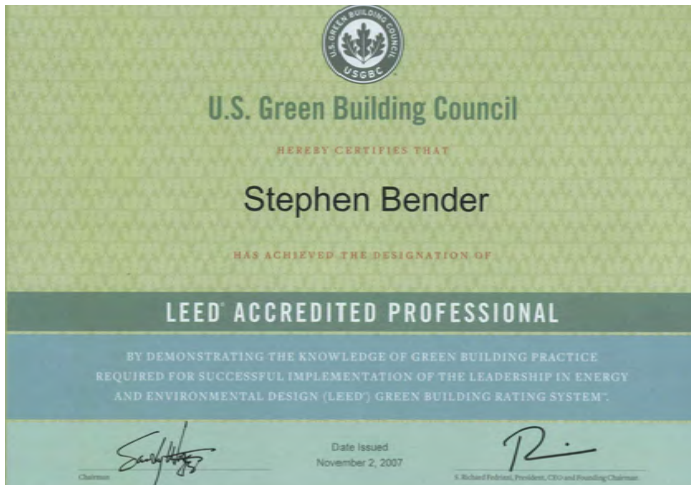 U.S. GREEN BUILDING COUNCIL
USGBC
U.S. Green Building Council
HEREBY CERTIFIES THAT
Stephen Bender
HAS ACHIEVED THE DESIGNATION OF
LEED® ACCREDITED PROFESSIONAL
BY DEMONSTRATING THE KNOWLEDGE OF GREEN BUILDING PRACTICE
REQUIRED FOR SUCCESSFUL IMPLEMENTATION OF THE LEADERSHIP IN ENERGY
AND ENVIRONMENTAL DESIGN (LEED®) GREEN BUILDING RATING SYSTEM™.
Date Issued
November 2, 2007
Chairman
S. Richard Fedrizzi, President, CEO and Founding Chairman